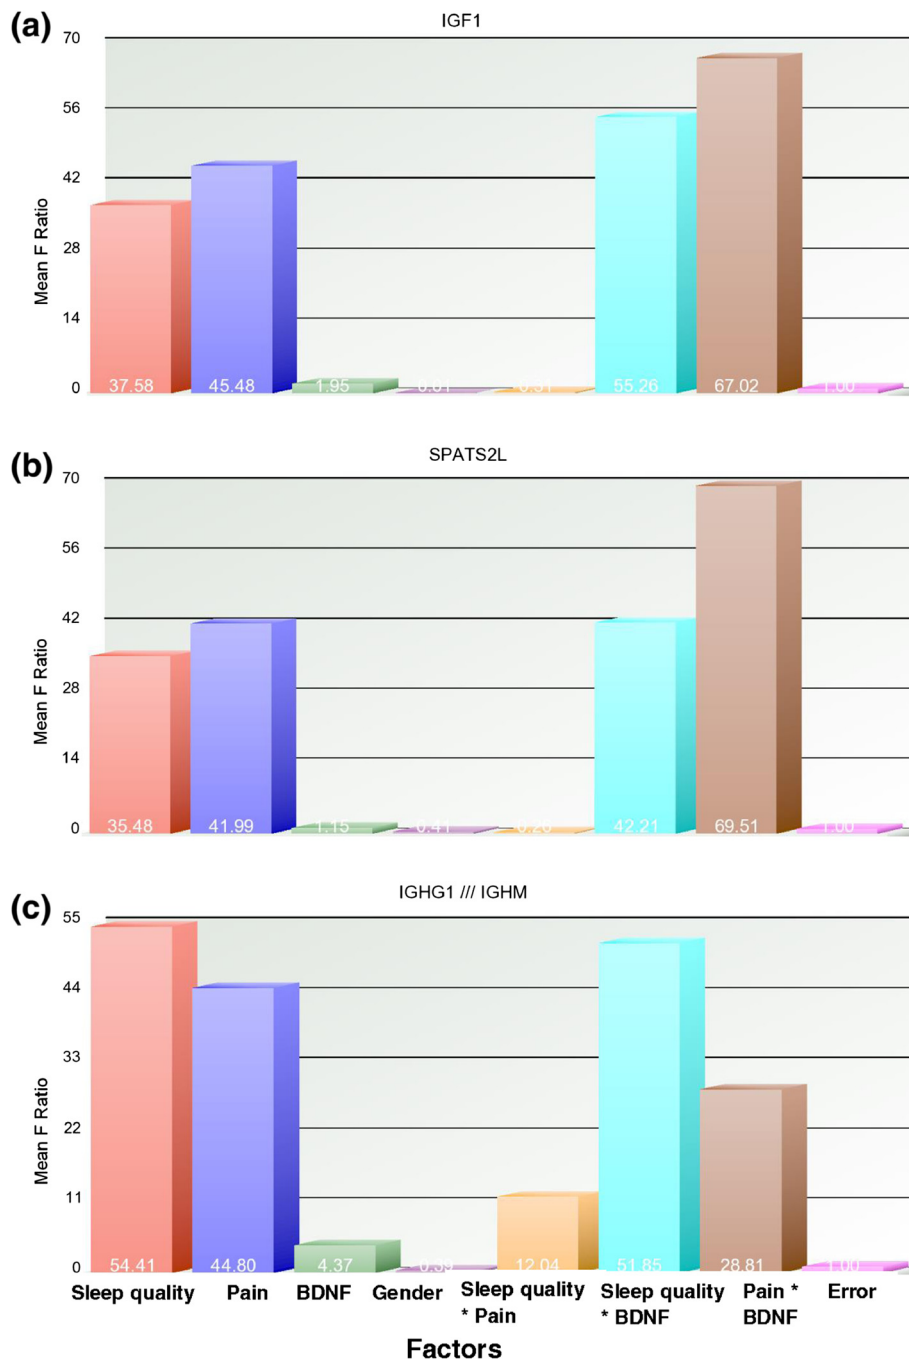 (a)
IGF1
Mean F Ratio
70
56
42
28
14
0
37.58
45.48
1.95
55.26
67.02
1.00
(b)
SPATS2L
Mean F Ratio
70
56
42
28
14
0
35.48
41.99
1.15
0.41
42.21
69.51
1.00
(c)
IGHG1 /// IGHM
Mean F Ratio
55
44
33
22
11
0
54.41
44.80
4.37
12.04
51.85
28.81
1.00
Sleep quality
Pain
BDNF
Gender
Sleep quality
* Pain
Sleep quality
* BDNF
Pain *
BDNF
Error
Factors